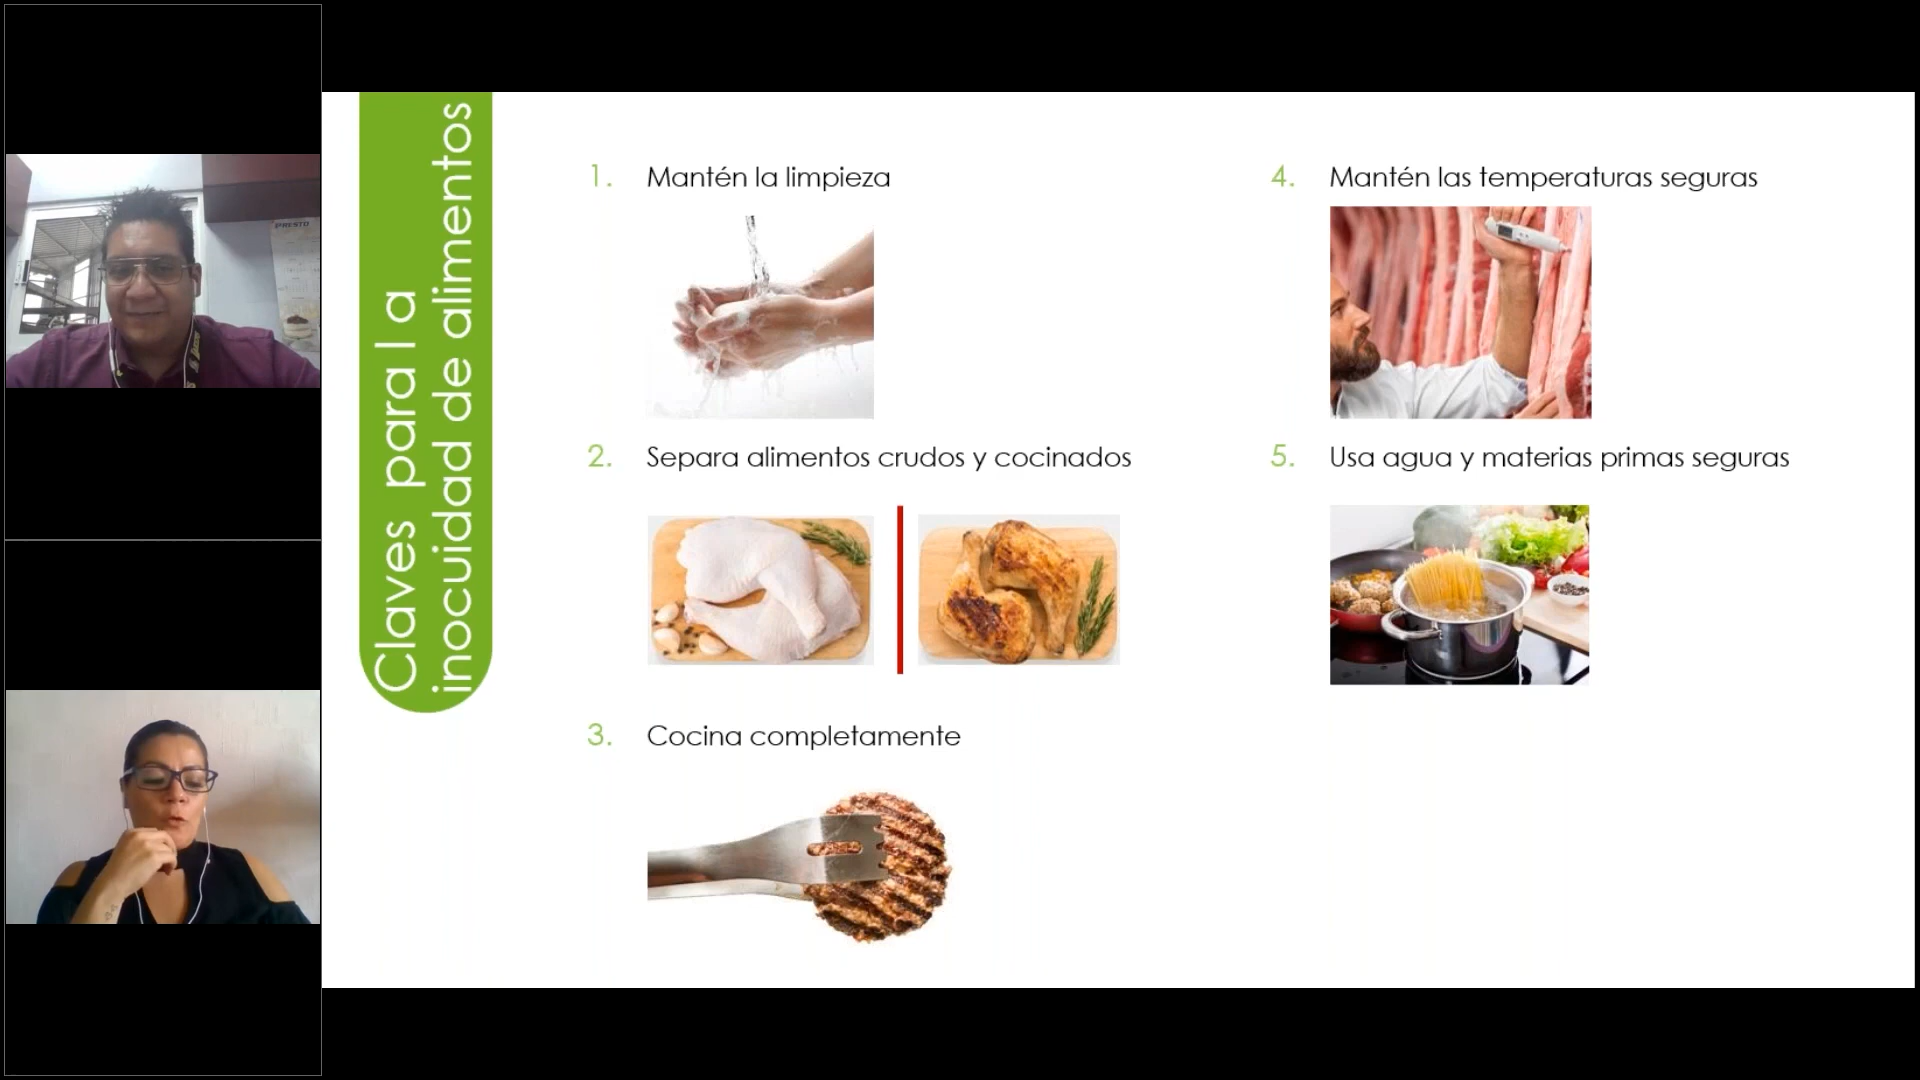 PRESTO
Claves para l a
inocuidad de alimentos
1. Mantén la limpieza
2. Separa alimentos crudos y cocinados
3. Cocina completamente
4. Mantén las temperaturas seguras
5. Usa agua y materias primas seguras